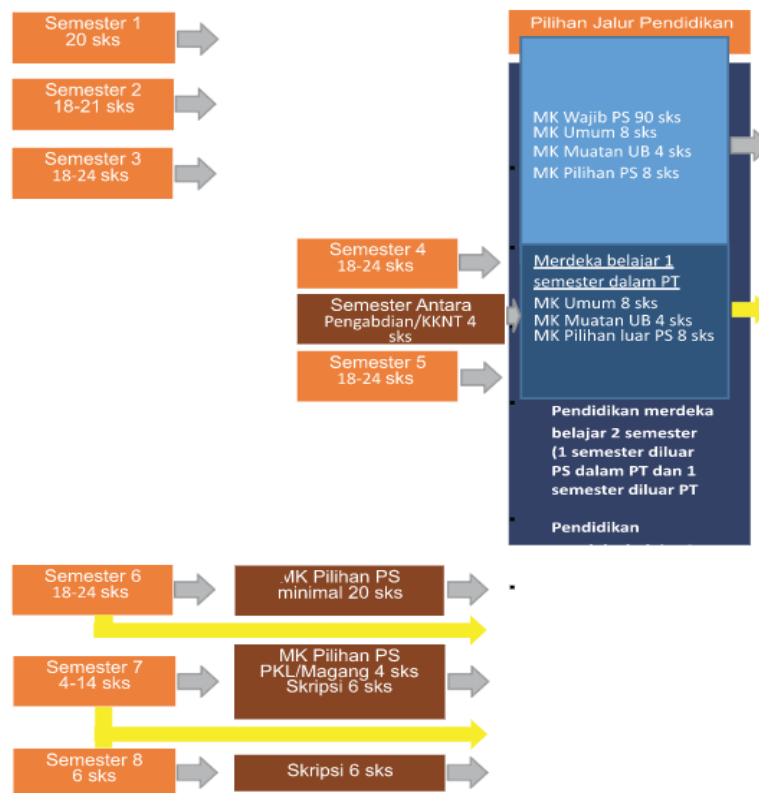 Semester 1
20 sks
Semester 2
18-21 sks
Semester 3
18-24 sks
Semester 4
18-24 sks
Semester Antara
Pengabdian/KKNT 4
sks
Semester 5
18-24 sks
Pilihan Jalur Pendidikan
MK Wajib PS 90 sks
MK Umum 8 sks
MK Muatan UB 4 sks
MK Pilihan PS 8 sks
Merdeka belajar 1
semester dalam PT
MK Umum 8 sks
MK Muatan UB 4 sks
MK Pilihan luar PS 8 sks
Pendidikan merdeka
belajar 2 semester
(1 semester diluar
PS dalam PT dan 1
semester diluar PT
Pendidikan
Semester 6
18-24 sks
MK Pilihan PS
minimal 20 sks
Semester 7
4-14 sks
MK Pilihan PS
PKL/Magang 4 sks
Skripsi 6 sks
Semester 8
6 sks
Skripsi 6 sks